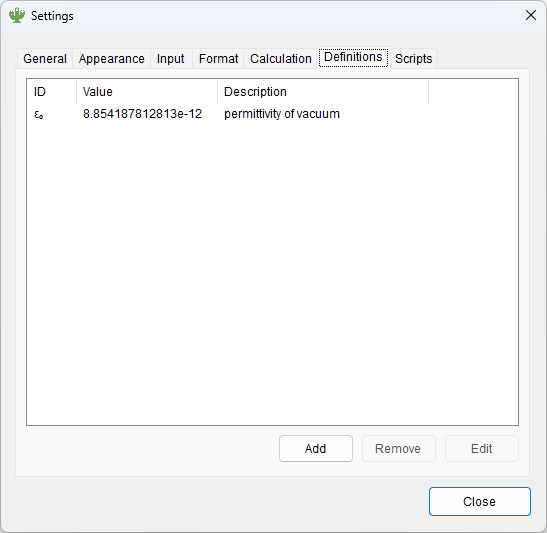 Settings
General Appearance Input Format Calculation Definitions Scripts
ID Value Description
ε₀ 8.854187812813e-12 permittivity of vacuum
Add Remove Edit
Close